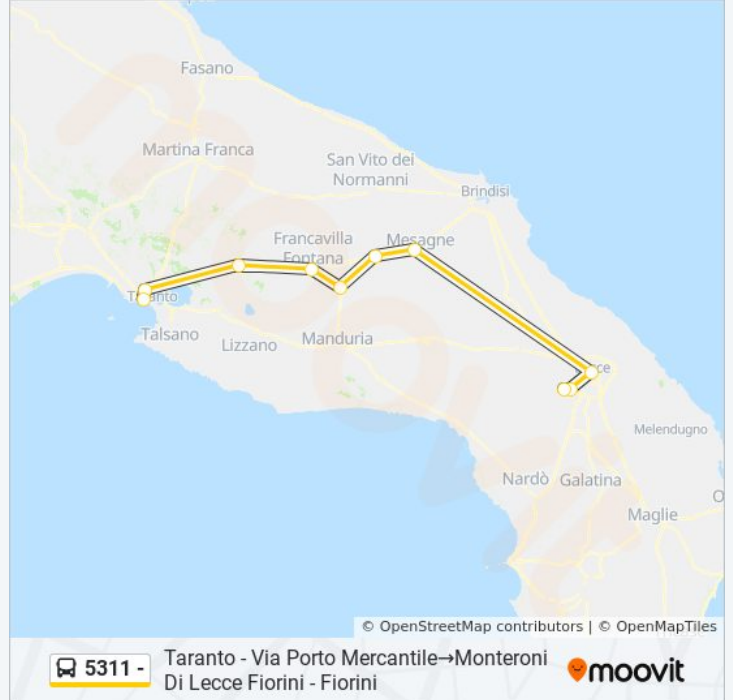 Fasano
Martina Franca
San Vito dei
Normanni
Brindisi
Francavilla
Fontana
Mesagne
Taranto
Talsano
Lizzano
Manduria
Melendugno
Nardò
Galatina
Maglie
© OpenStreetMap contributors | © OpenMapTiles
5311 -
Taranto - Via Porto Mercantile→Monteroni
Di Lecce Fiorini - Fiorini
moovit